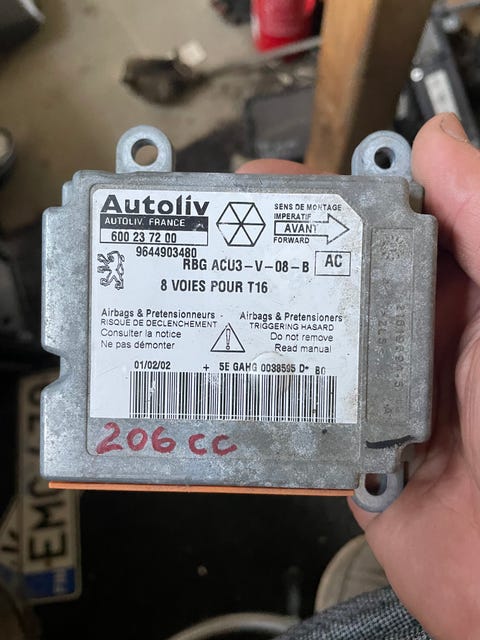 Autoliv
AUTOLIV. FRANCE
600 23 72 00
9644903480
SENS DE MONTAGE
IMPERATIF
AVANT
FORWARD
RBG ACU3-V-08-B
AC
8 VOIES POUR T16
Airbags & Pretensionneurs
RISQUE DE DECLENCHEMENT
Consulter la notice
Ne pas démonter
Airbags & Pretensioners
TRIGGERING HASARD
Do not remove
Read manual
01/02/02 + 5E GAHG 0038595 D* BG
206 CC